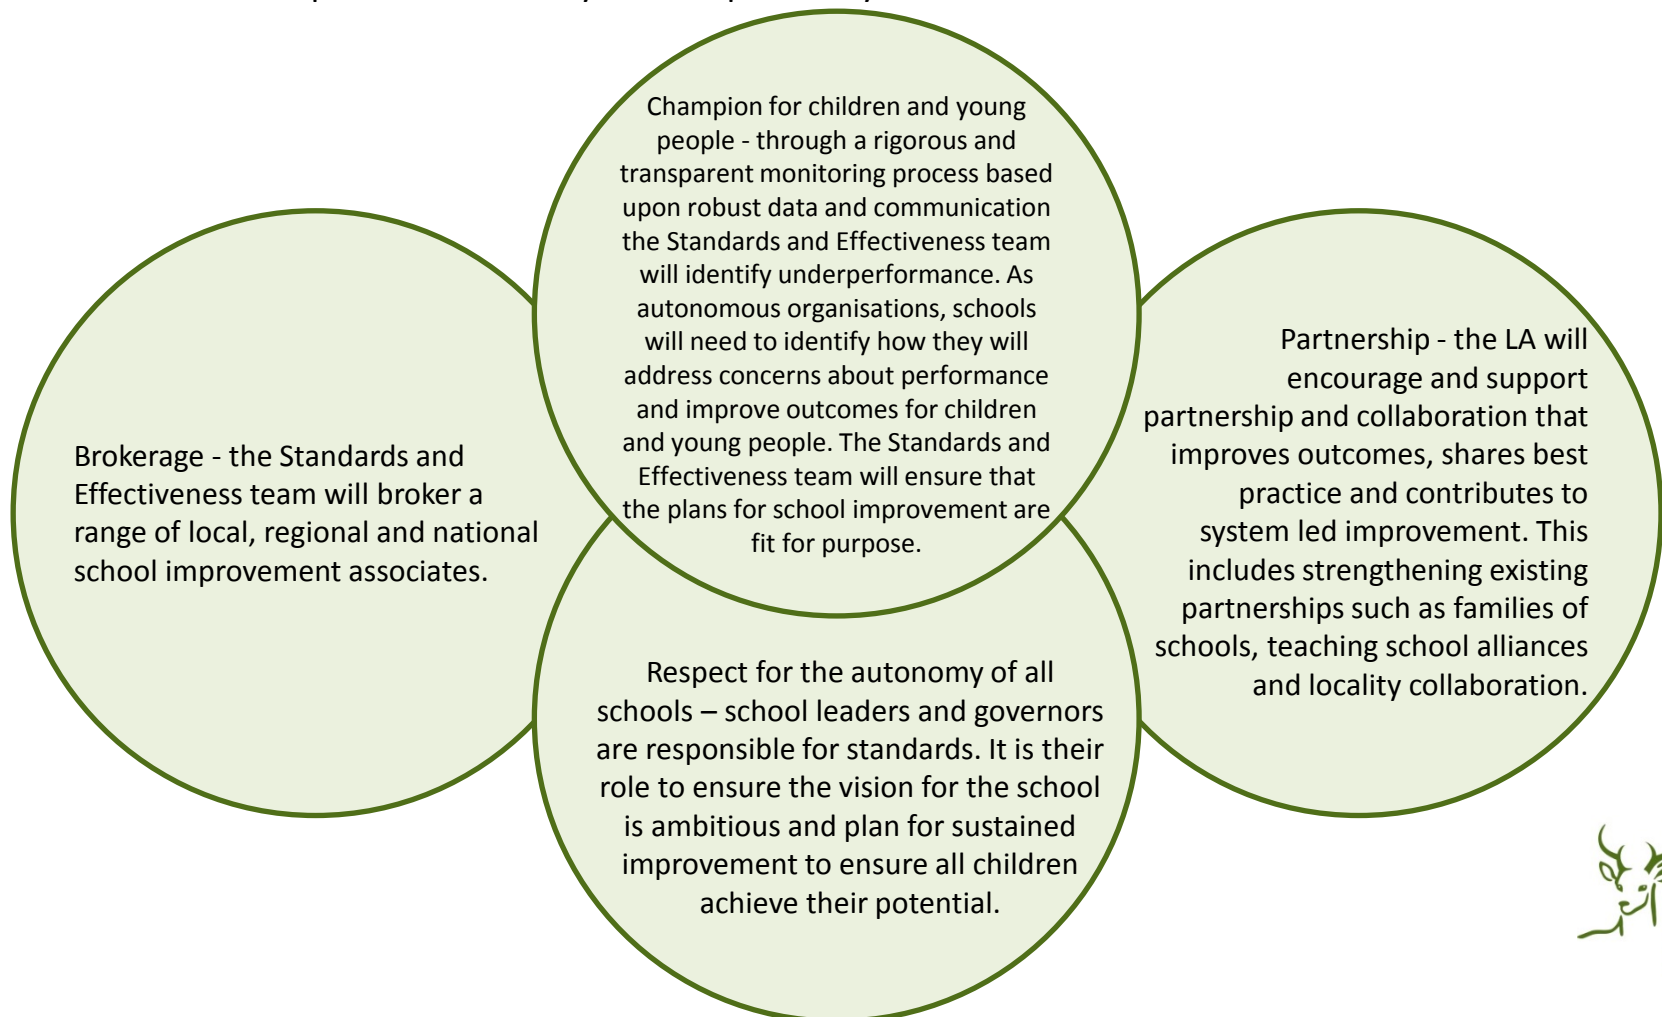 Champion for children and young
people - through a rigorous and
transparent monitoring process based
upon robust data and communication
the Standards and Effectiveness team
will identify underperformance. As
autonomous organisations, schools
will need to identify how they will
address concerns about performance
and improve outcomes for children
and young people. The Standards and
Effectiveness team will ensure that
the plans for school improvement are
fit for purpose.
Brokerage - the Standards and
Effectiveness team will broker a
range of local, regional and national
school improvement associates.
Partnership - the LA will
encourage and support
partnership and collaboration that
improves outcomes, shares best
practice and contributes to
system led improvement. This
includes strengthening existing
partnerships such as families of
schools, teaching school alliances
and locality collaboration.
Respect for the autonomy of all
schools – school leaders and governors
are responsible for standards. It is their
role to ensure the vision for the school
is ambitious and plan for sustained
improvement to ensure all children
achieve their potential.